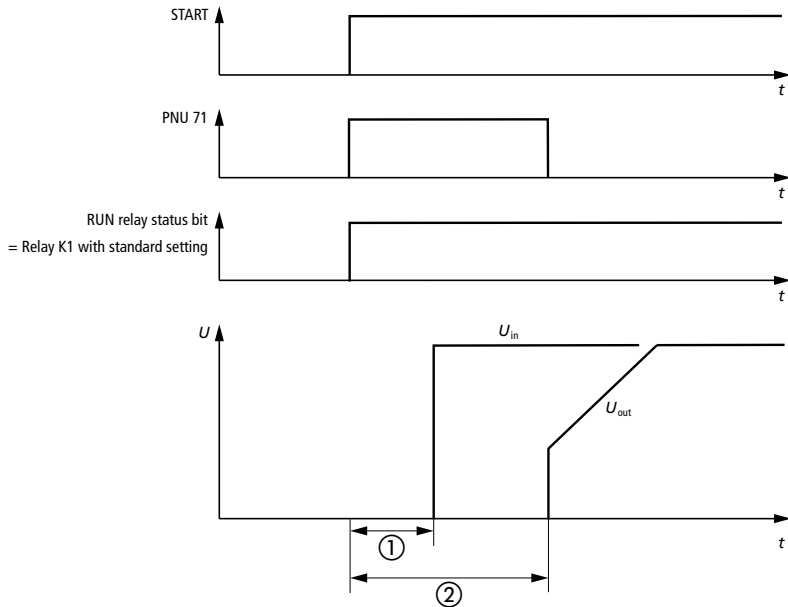 START
t
PNU 71
t
RUN relay status bit
= Relay K1 with standard setting
t
U
Uin
Uout
t
①
②